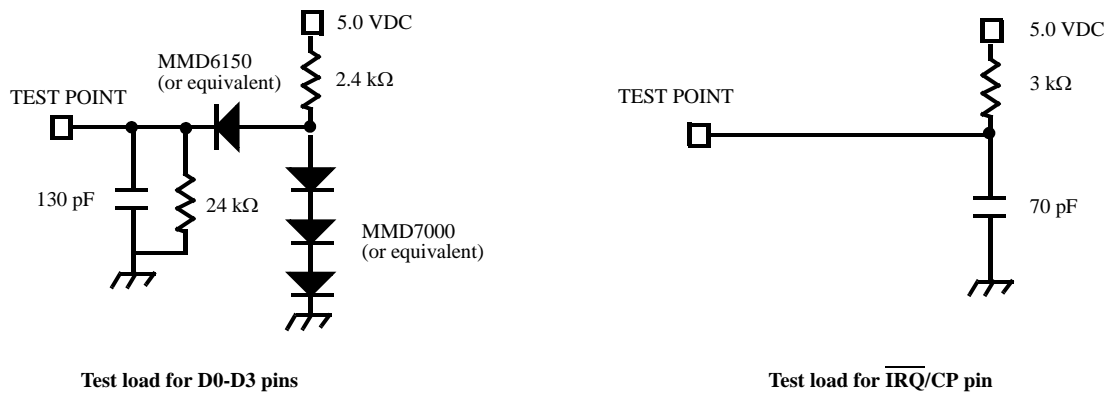 5.0 VDC
MMD6150
(or equivalent)
2.4 kΩ
TEST POINT
130 pF
24 kΩ
MMD7000
(or equivalent)
Test load for D0-D3 pins
5.0 VDC
3 kΩ
TEST POINT
70 pF
Test load for I̅R̅Q̅/CP pin